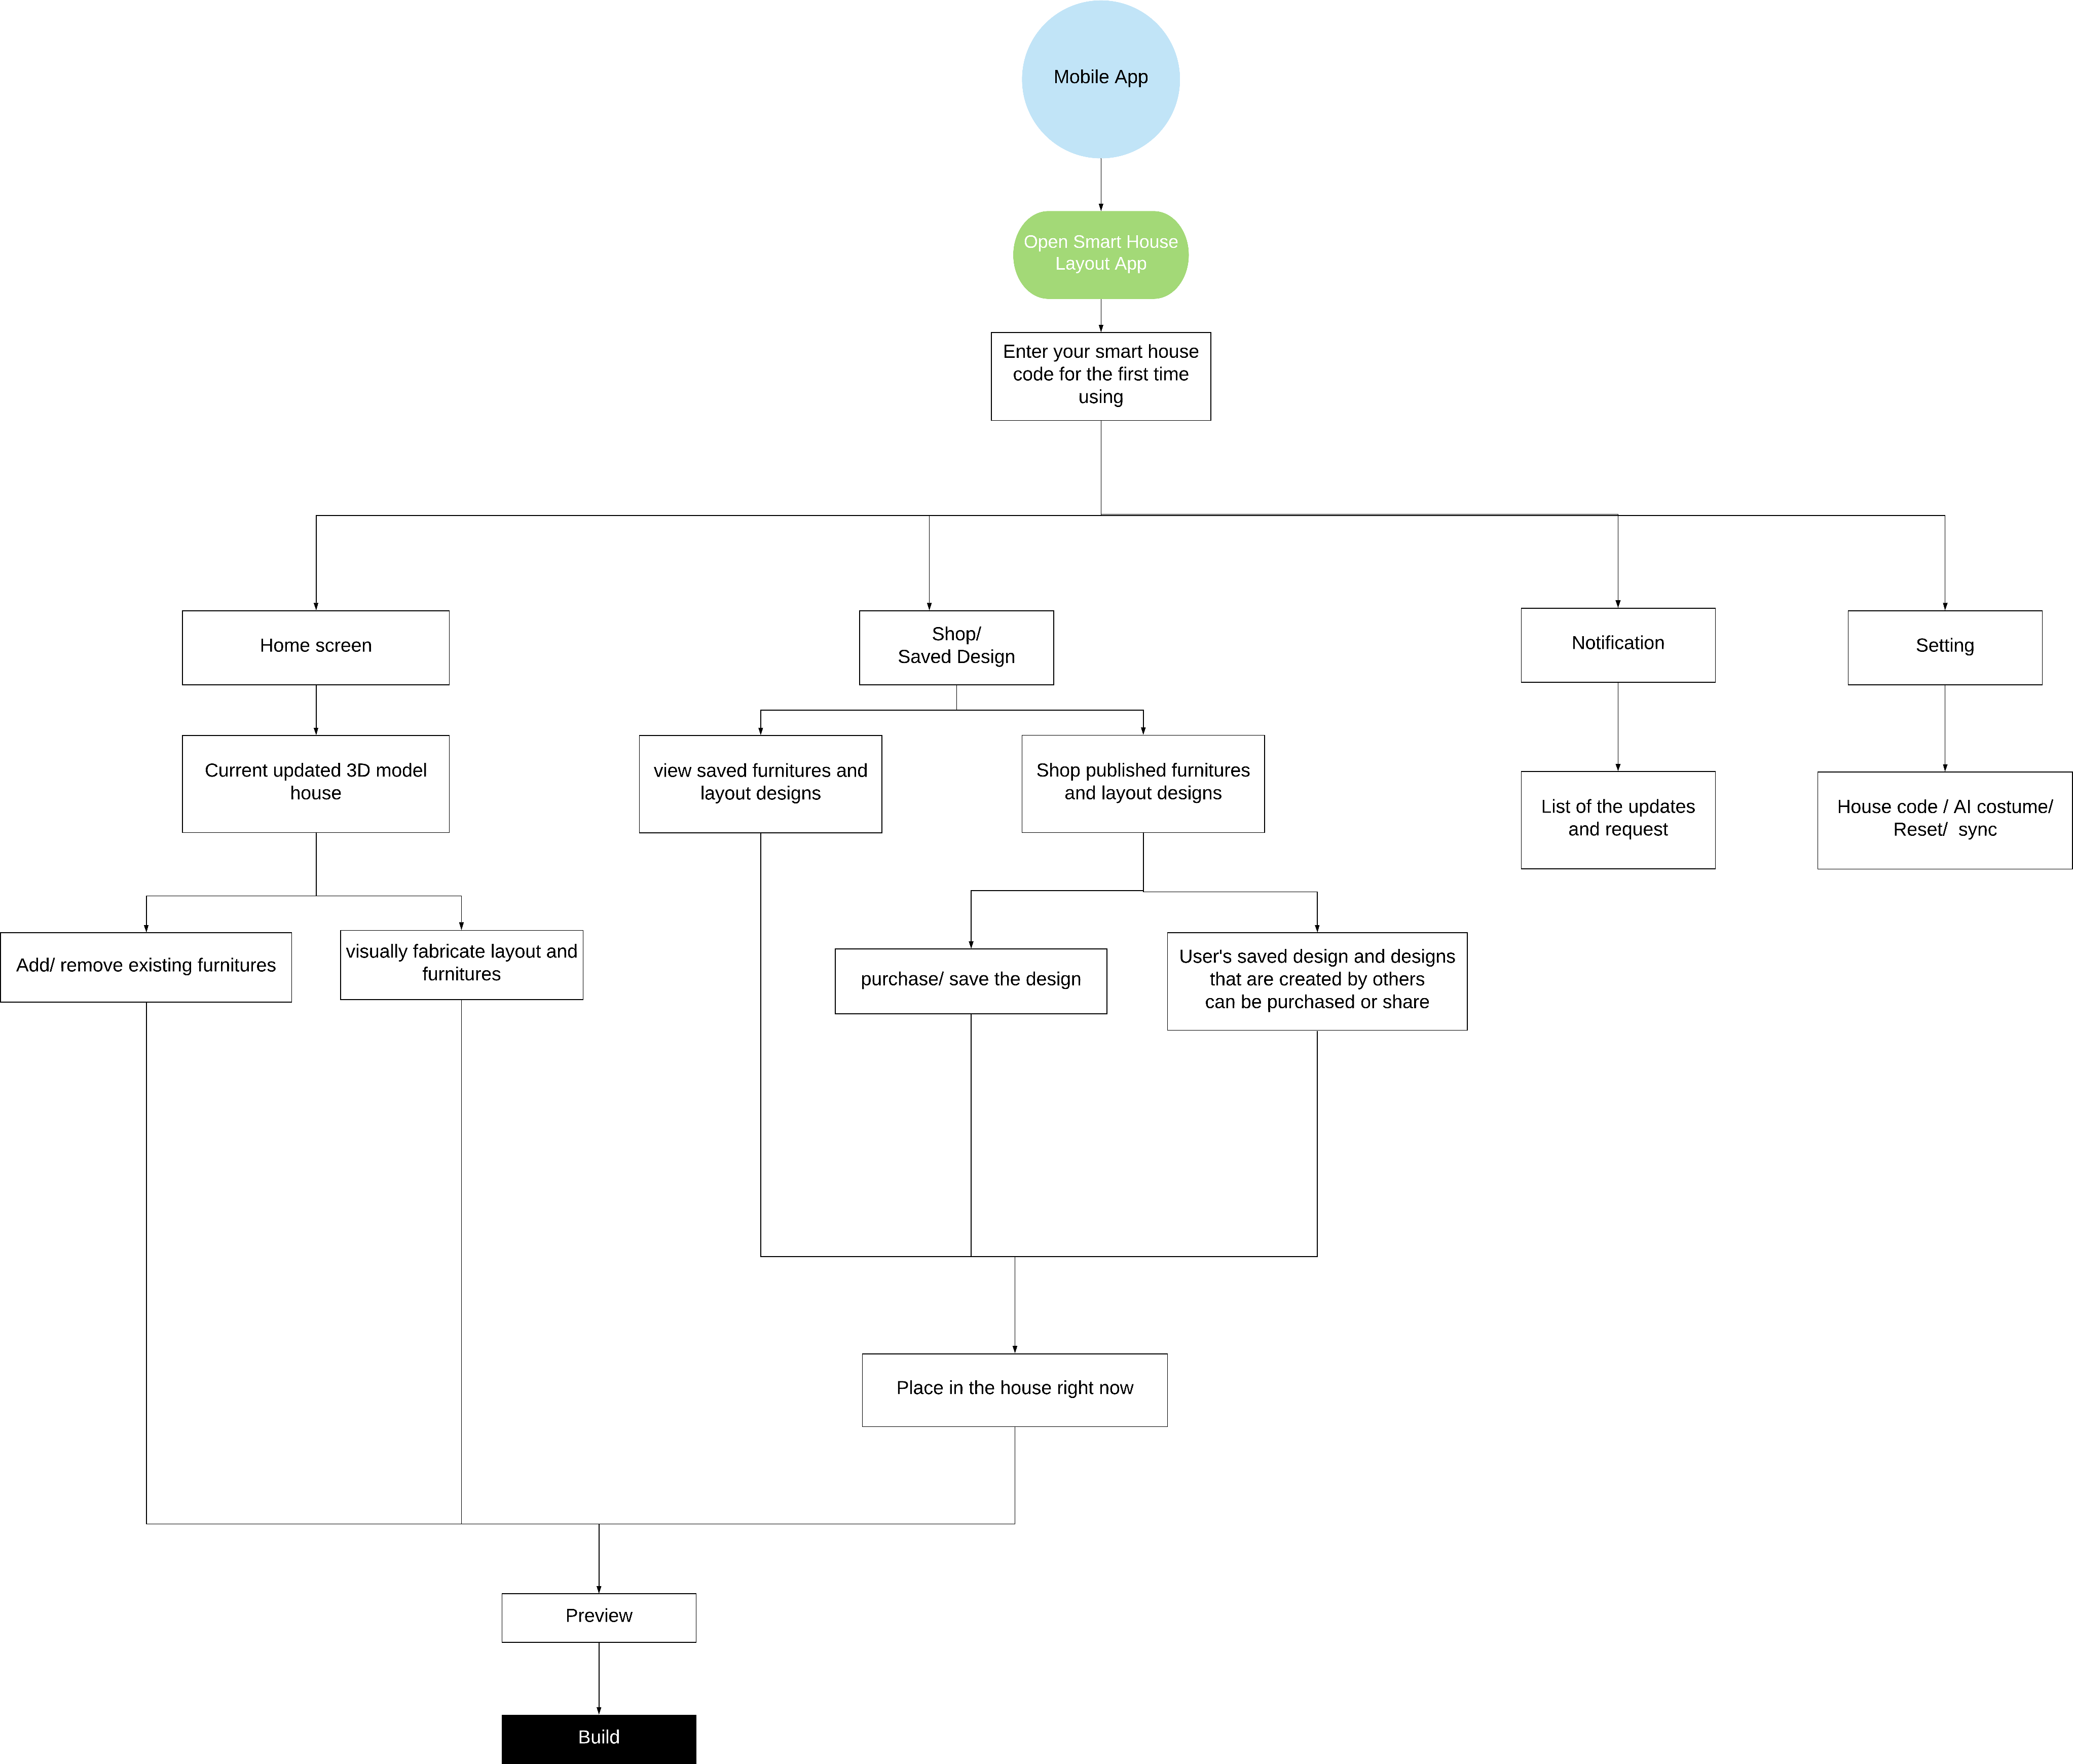 Mobile App
Open Smart House
Layout App
Enter your smart house
code for the first time
using
Home screen
Shop/
Saved Design
Notification
Setting
Current updated 3D model
house
view saved furnitures and
layout designs
Shop published furnitures
and layout designs
List of the updates
and request
House code / AI costume/
Reset/  sync
Add/ remove existing furnitures
visually fabricate layout and
furnitures
purchase/ save the design
User's saved design and designs
that are created by others
can be purchased or share
Place in the house right now
Preview
Build